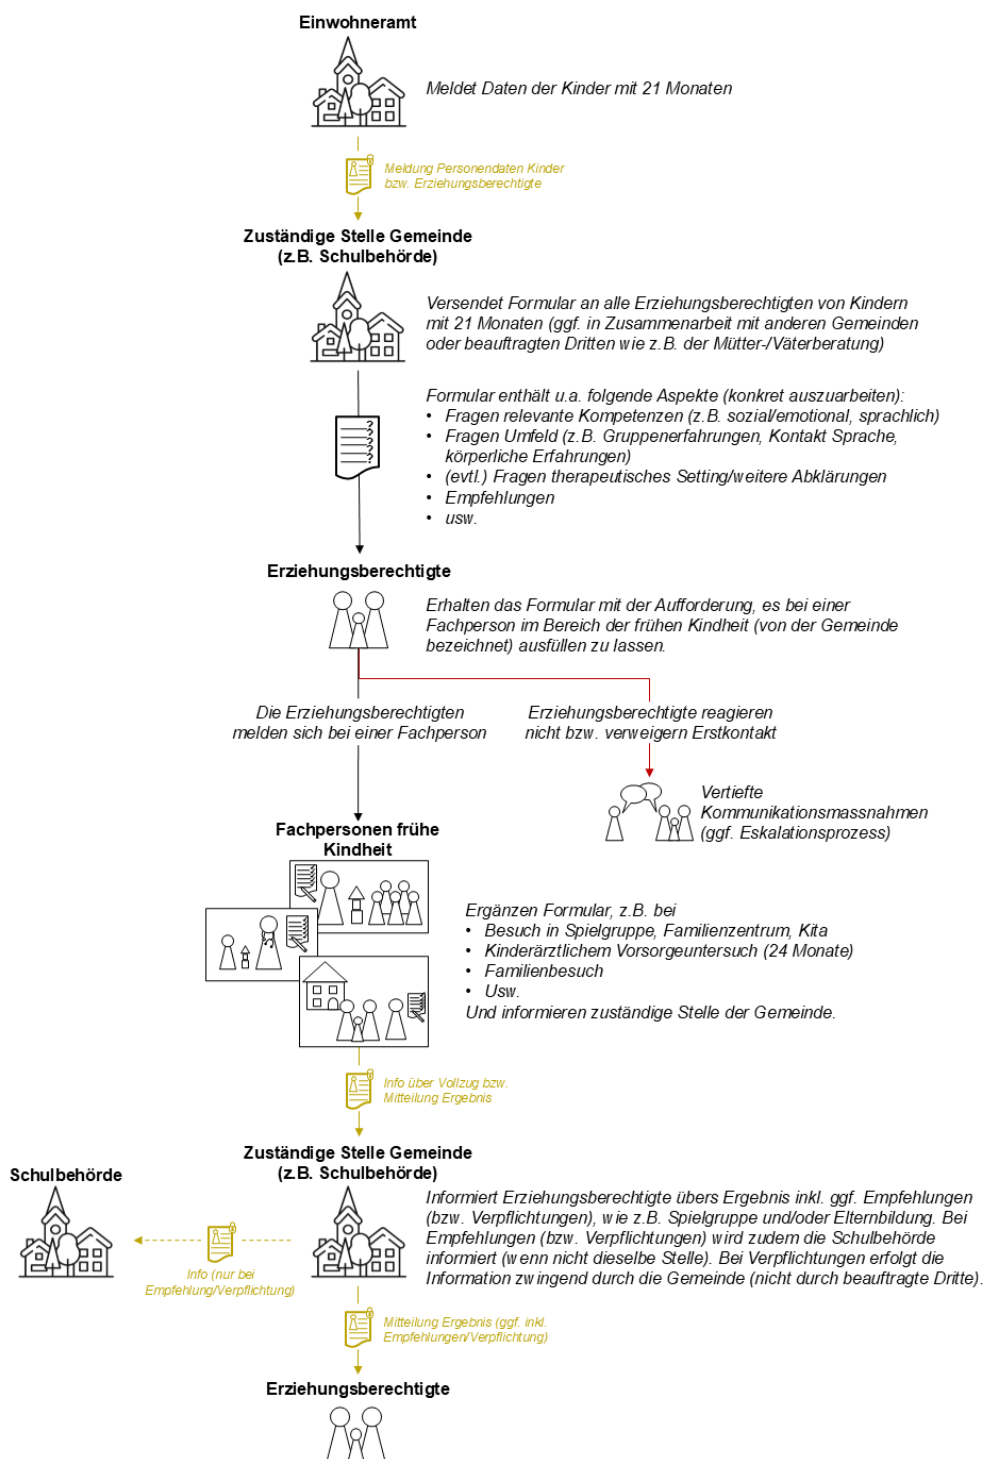 Einwohneramt
Meldet Daten der Kinder mit 21 Monaten
Meldung Personendaten Kinder
bzw. Erziehungsberechtigte
Zuständige Stelle Gemeinde
(z.B. Schulbehörde)
Versendet Formular an alle Erziehungsberechtigten von Kindern
mit 21 Monaten (ggf. in Zusammenarbeit mit anderen Gemeinden
oder beauftragten Dritten wie z.B. der Mütter-/Väterberatung)
Formular enthält u.a. folgende Aspekte (konkret auszuarbeiten):
• Fragen relevante Kompetenzen (z.B. sozial/emotional, sprachlich)
• Fragen Umfeld (z.B. Gruppenerfahrungen, Kontakt Sprache,
körperliche Erfahrungen)
• (evtl.) Fragen therapeutisches Setting/weitere Abklärungen
• Empfehlungen
• usw.
Erziehungsberechtigte
Erhalten das Formular mit der Aufforderung, es bei einer
Fachperson im Bereich der frühen Kindheit (von der Gemeinde
bezeichnet) ausfüllen zu lassen.
Die Erziehungsberechtigten
melden sich bei einer Fachperson
Erziehungsberechtigte reagieren
nicht bzw. verweigern Erstkontakt
Vertiefte
Kommunikationsmassnahmen
(ggf. Eskalationsprozess)
Fachpersonen frühe
Kindheit
Ergänzen Formular, z.B. bei
• Besuch in Spielgruppe, Familienzentrum, Kita
• Kinderärztlichem Vorsorgeuntersuch (24 Monate)
• Familienbesuch
• Usw.
Und informieren zuständige Stelle der Gemeinde.
Info über Vollzug bzw.
Mitteilung Ergebnis
Zuständige Stelle Gemeinde
(z.B. Schulbehörde)
Schulbehörde
Informiert Erziehungsberechtigte übers Ergebnis inkl. ggf. Empfehlungen
(bzw. Verpflichtungen), wie z.B. Spielgruppe und/oder Elternbildung. Bei
Empfehlungen (bzw. Verpflichtungen) wird zudem die Schulbehörde
informiert (wenn nicht dieselbe Stelle). Bei Verpflichtungen erfolgt die
Information zwingend durch die Gemeinde (nicht durch beauftragte Dritte).
Info (nur bei
Empfehlung/Verpflichtung)
Mitteilung Ergebnis (ggf. inkl.
Empfehlungen/Verpflichtung)
Erziehungsberechtigte